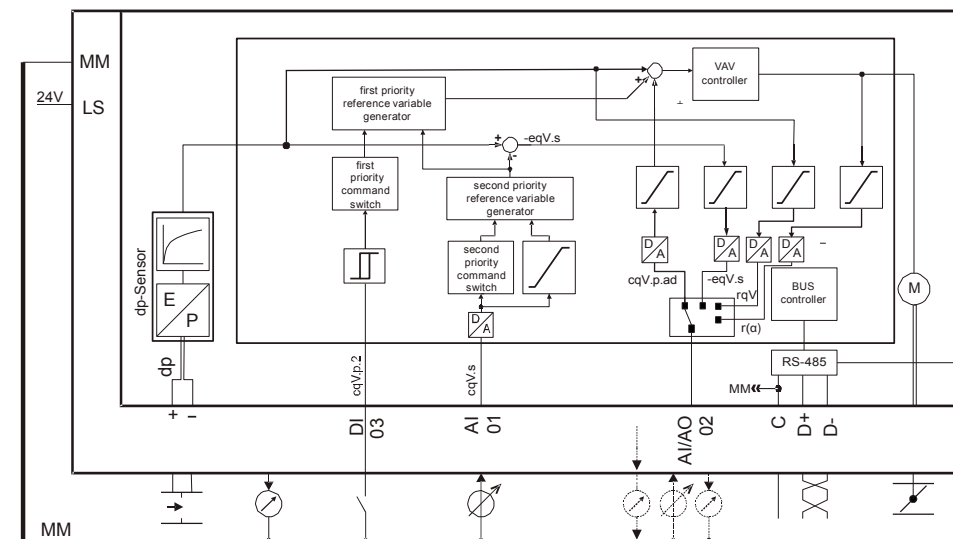 MM
24V
LS
VAV
controller
first priority
reference variable
generator
+
+
+
-
-eqV.s
first
priority
command
switch
second priority
reference variable
generator
second
priority
command
switch
dp-Sensor
E
P
D
A
D
A
D
A
D
A
D
A
–
cqV.p.ad
-eqV.s
rqV
r(α)
BUS
controller
M
RS-485
MM
dp
cqV.p.2
cqV.s
+ –
DI
03
AI
01
AI/AO
02
C
D+
D-
MM